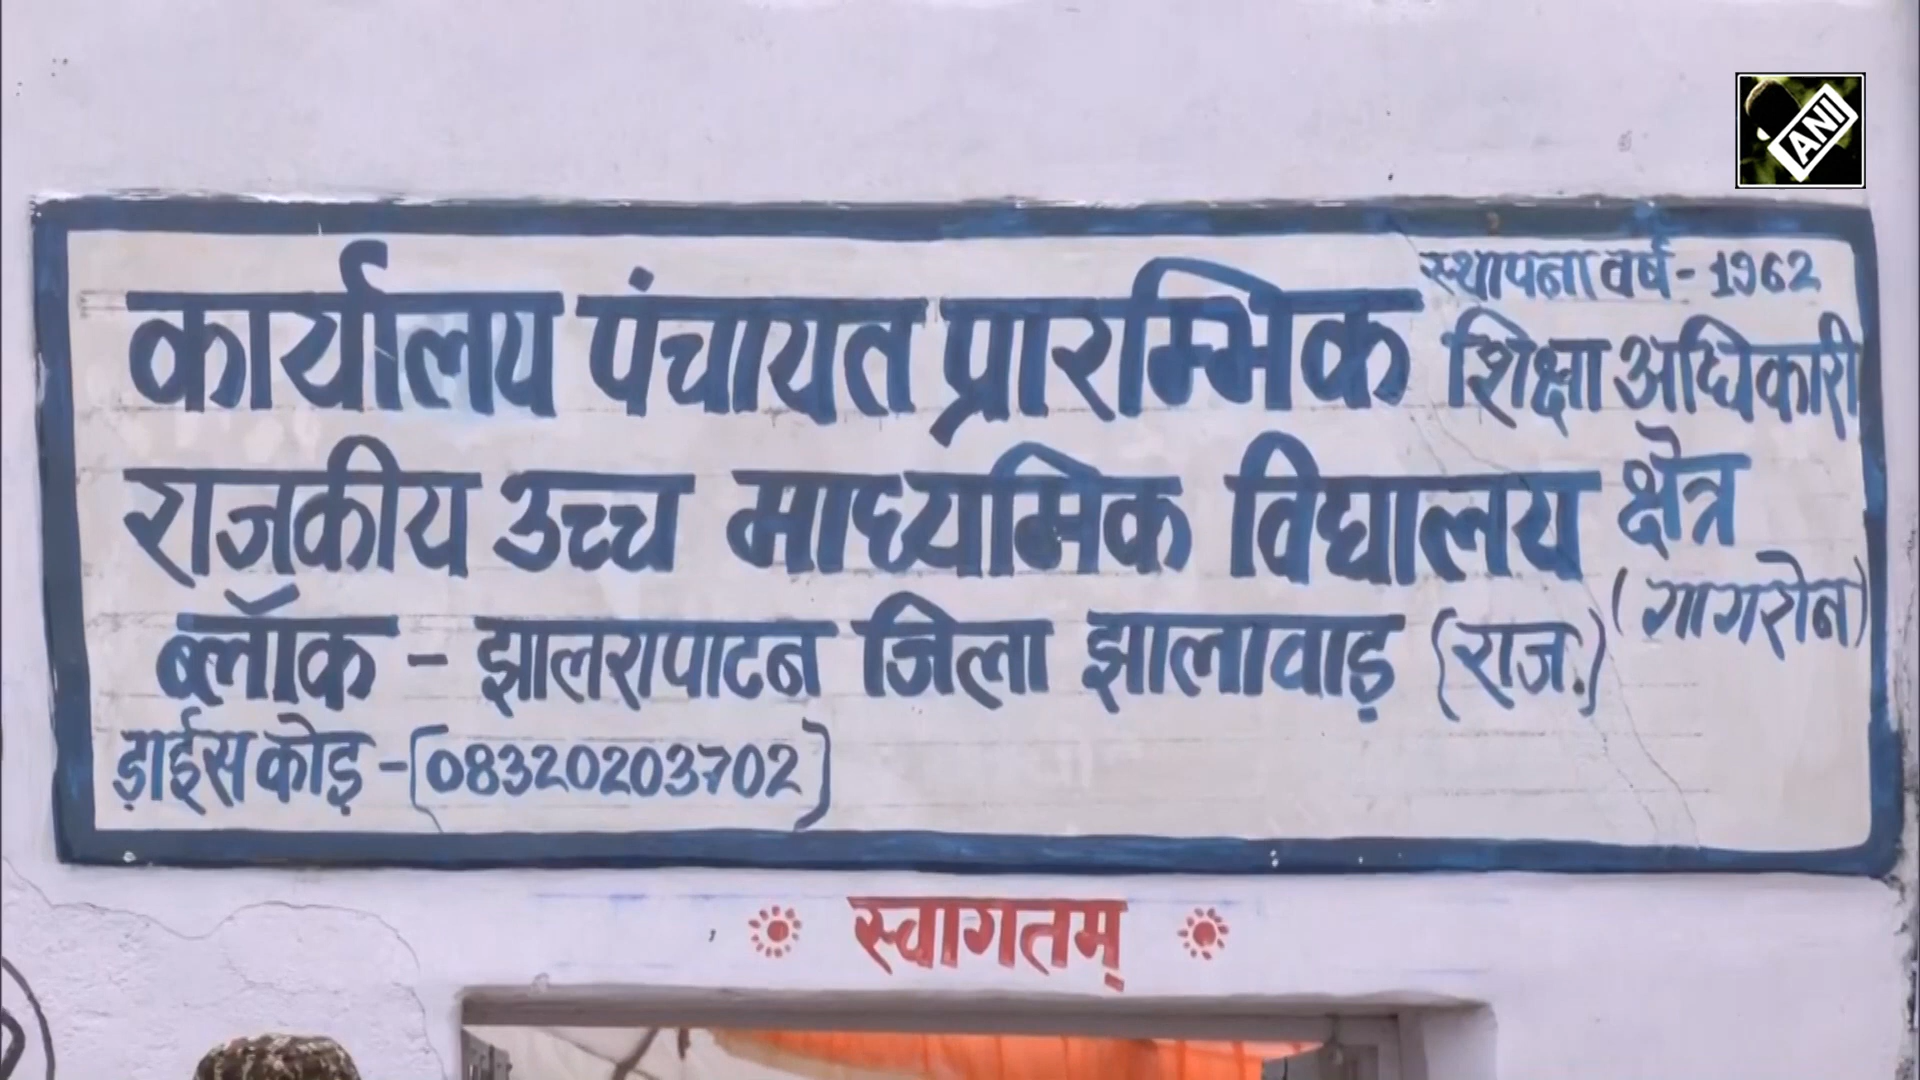 ANI
स्थापना वर्ष - 1962
कार्यालय पंचायत प्रारम्भिक शिक्षा अधिकारी
राजकीय उच्च माध्यमिक विद्यालय क्षेत्र
(गागरोन)
ब्लॉक - झालरापाटन जिला झालावाड़ (राज.)
ड़ाईस कोड़ - (08320203702)
स्वागतम्